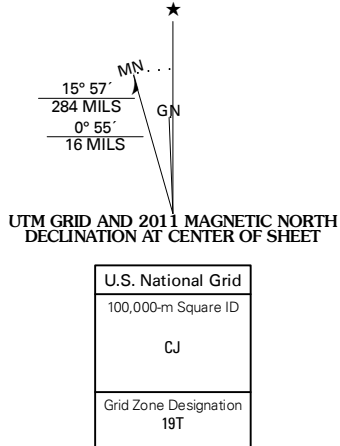 ★
MN
15° 57´
284 MILS
GN
0° 55´
16 MILS
UTM GRID AND 2011 MAGNETIC NORTH
DECLINATION AT CENTER OF SHEET
U.S. National Grid
100,000-m Square ID
CJ
Grid Zone Designation
19T